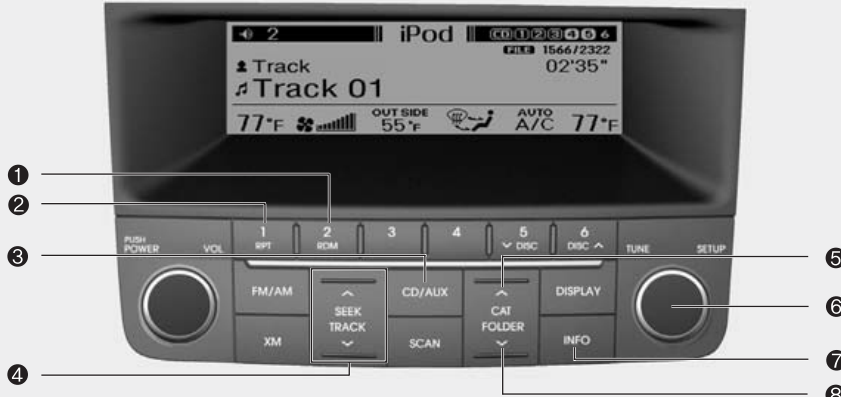 2 iPod CD 1 2 3 4 5 6
FILE 1566/2322
Track 02'35"
Track 01
77°F OUT SIDE 55°F AUTO A/C 77°F
1
2
1 RPT
2 RDM
3
4
5 DISC
6 DISC
PUSH
POWER VOL
TUNE SETUP
3
5
FM/AM
SEEK
TRACK
CD/AUX
CAT
FOLDER
DISPLAY
6
XM
SCAN
INFO
7
4
8